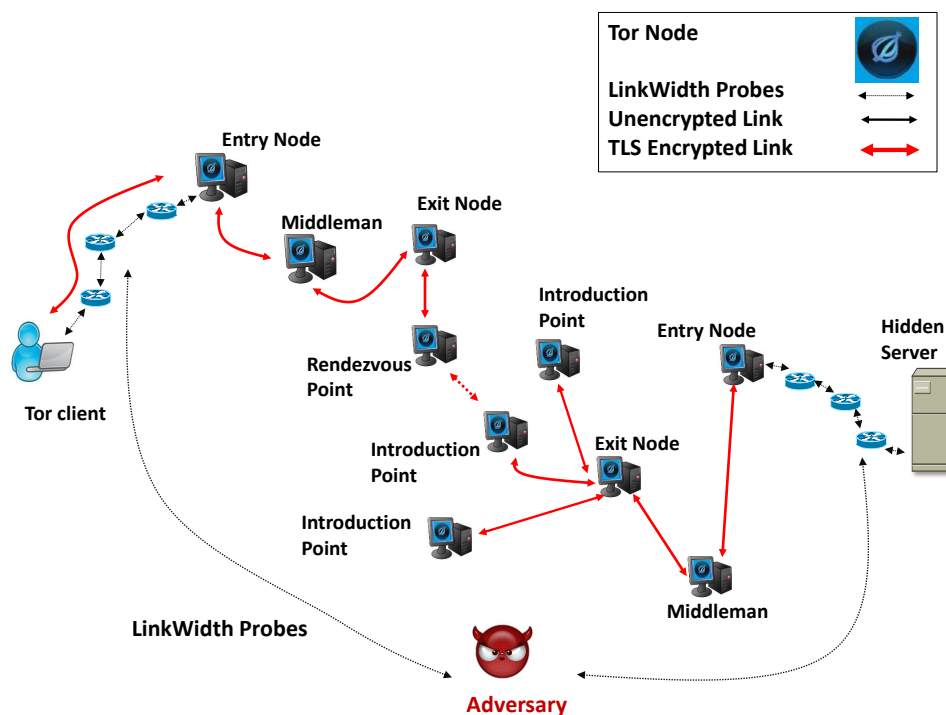 Tor Node
LinkWidth Probes
Unencrypted Link
TLS Encrypted Link
Entry Node
Middleman
Exit Node
Introduction
Point
Entry Node
Hidden
Server
Rendezvous
Point
Tor client
Introduction
Point
Exit Node
Introduction
Point
Middleman
LinkWidth Probes
Adversary